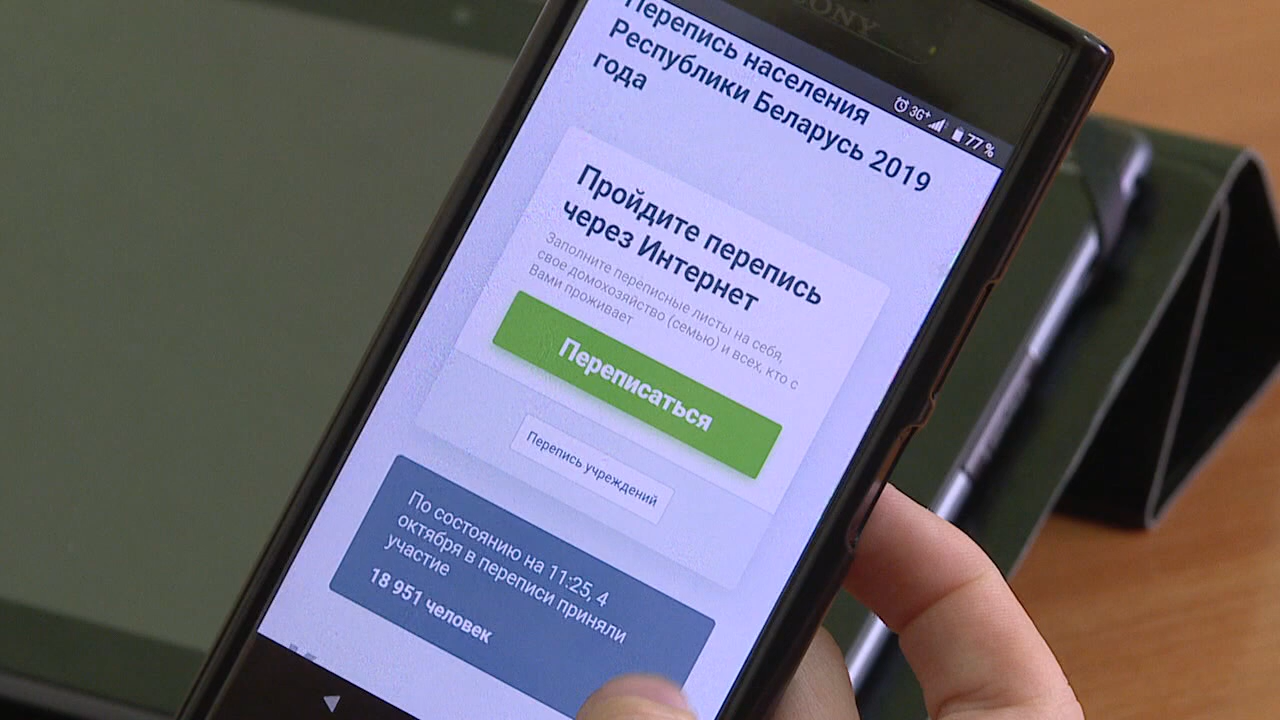 SONY
3G+ 77 %
Перепись населения
Республики Беларусь 2019
года
Пройдите перепись
через Интернет
Заполните переписные листы на себя,
свое домохозяйство (семью) и всех, кто с
Вами проживает
Переписаться
Перепись учреждений
По состоянию на 11:25, 4
октября в переписи приняли
участие
18 951 человек